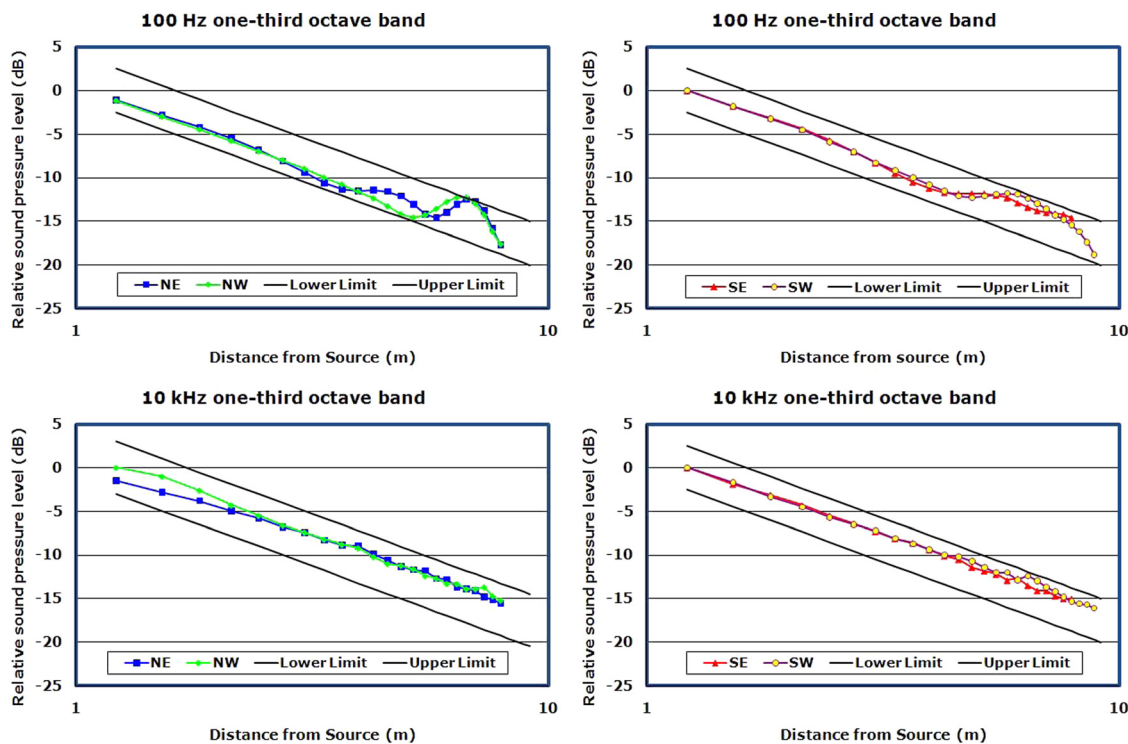 100 Hz one-third octave band
Relative sound pressure level (dB)
5
0
-5
-10
-15
-20
-25
NE NW Lower Limit Upper Limit
1 10
Distance from Source (m)
100 Hz one-third octave band
Relative sound pressure level (dB)
5
0
-5
-10
-15
-20
-25
SE SW Lower Limit Upper Limit
1 10
Distance from source (m)
10 kHz one-third octave band
Relative sound pressure level (dB)
5
0
-5
-10
-15
-20
-25
NE NW Lower Limit Upper Limit
1 10
Distance from Source (m)
10 kHz one-third octave band
Relative sound pressure level (dB)
5
0
-5
-10
-15
-20
-25
SE SW Lower Limit Upper Limit
1 10
Distance from source (m)